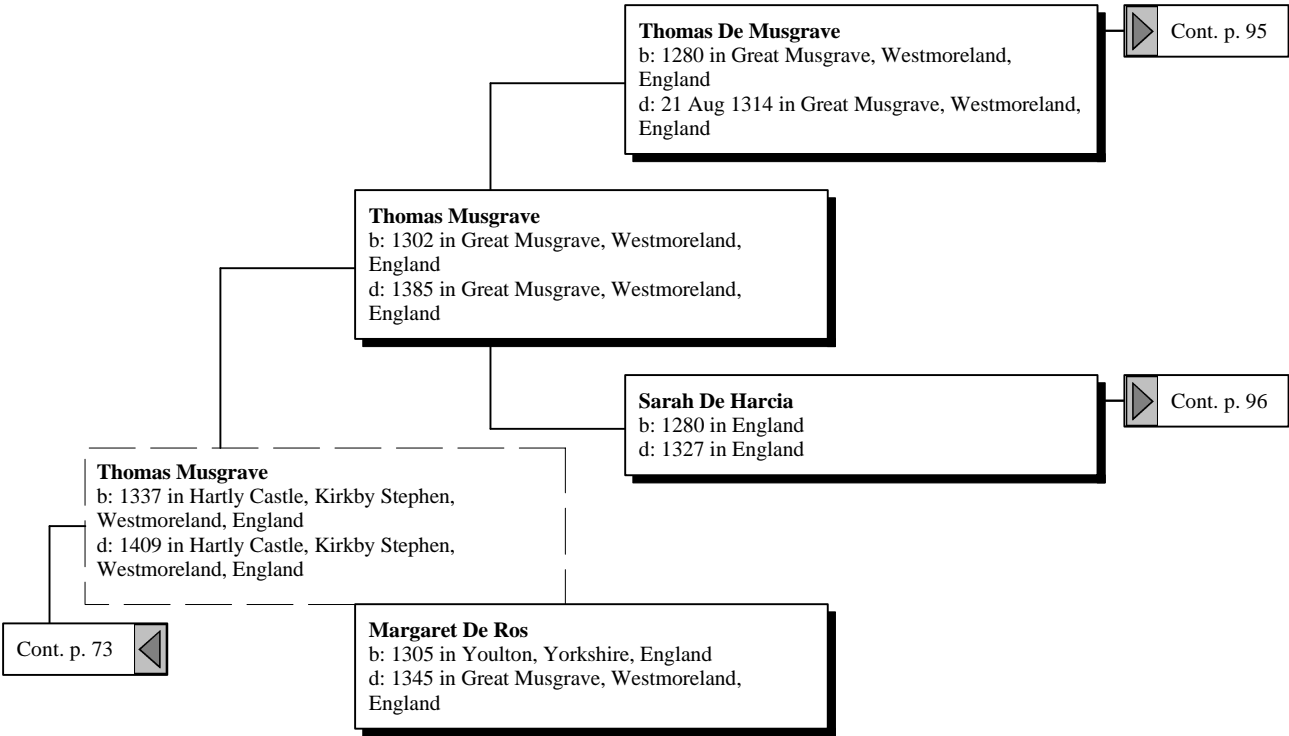 Thomas De Musgrave
b: 1280 in Great Musgrave, Westmoreland,
England
d: 21 Aug 1314 in Great Musgrave, Westmoreland,
England
Cont. p. 95
Thomas Musgrave
b: 1302 in Great Musgrave, Westmoreland,
England
d: 1385 in Great Musgrave, Westmoreland,
England
Sarah De Harcia
b: 1280 in England
d: 1327 in England
Cont. p. 96
Thomas Musgrave
b: 1337 in Hartly Castle, Kirkby Stephen,
Westmoreland, England
d: 1409 in Hartly Castle, Kirkby Stephen,
Westmoreland, England
Cont. p. 73
Margaret De Ros
b: 1305 in Youlton, Yorkshire, England
d: 1345 in Great Musgrave, Westmoreland,
England